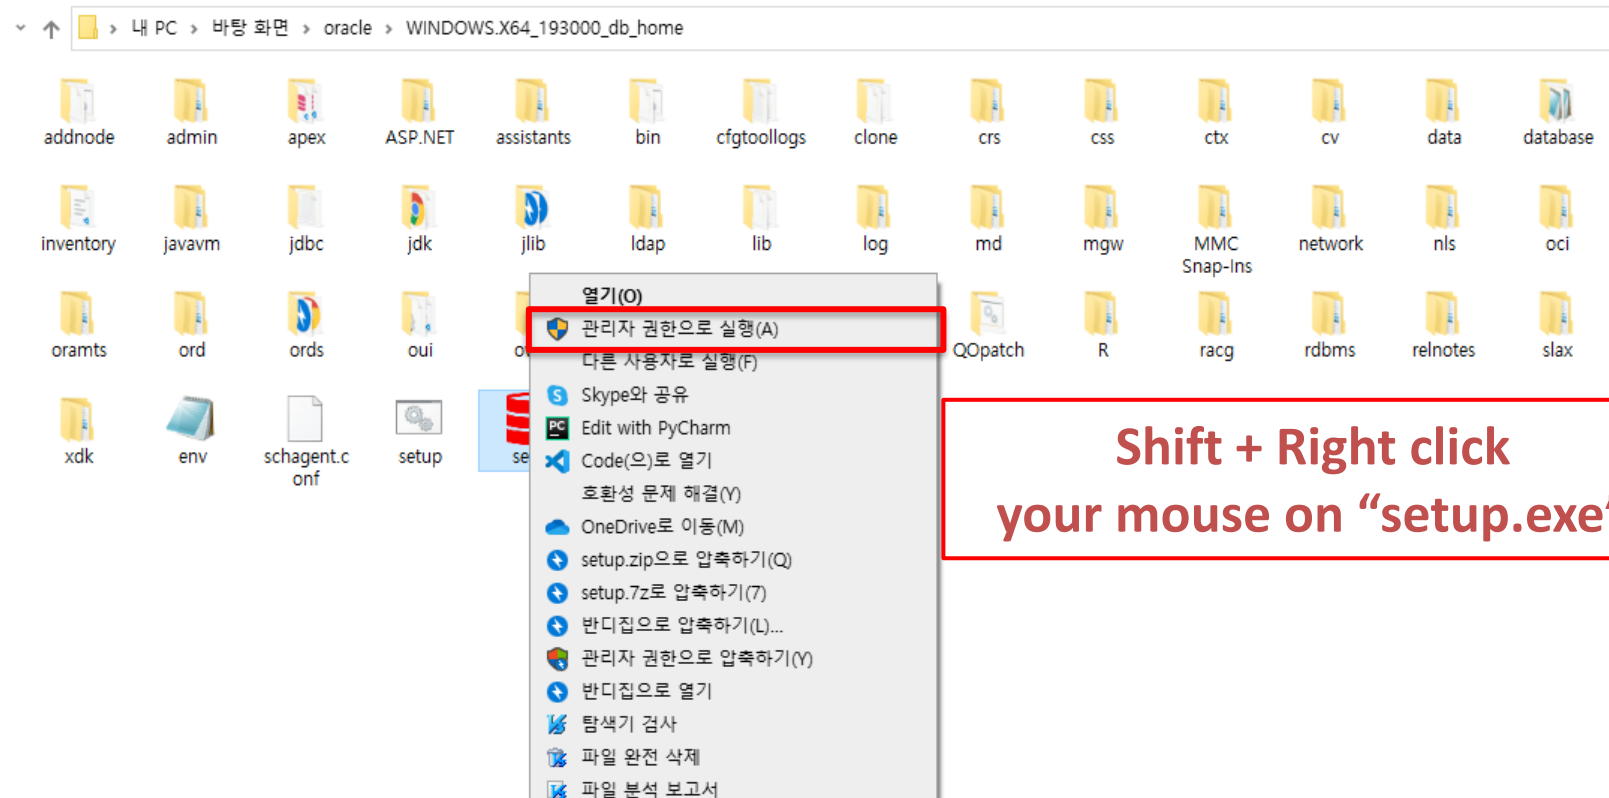 내 PC > 바탕 화면 > oracle > WINDOWS.X64_193000_db_home
addnode admin apex ASP.NET assistants bin cfgtoollogs clone crs css ctx cv data database
inventory javavm jdbc jdk jlib ldap lib log md mgw MMC Snap-Ins network nls oci
oramts ord ords oui QOpatch R racg rdbms relnotes slax
xdk env schagent.conf setup se
열기(O)
관리자 권한으로 실행(A)
다른 사용자로 실행(F)
Skype와 공유
Edit with PyCharm
Code(으)로 열기
호환성 문제 해결(Y)
OneDrive로 이동(M)
setup.zip으로 압축하기(Q)
setup.7z로 압축하기(7)
반디집으로 압축하기(L)...
관리자 권한으로 압축하기(Y)
반디집으로 열기
탐색기 검사
파일 완전 삭제
파일 분석 보고서
Shift + Right click
your mouse on “setup.exe”